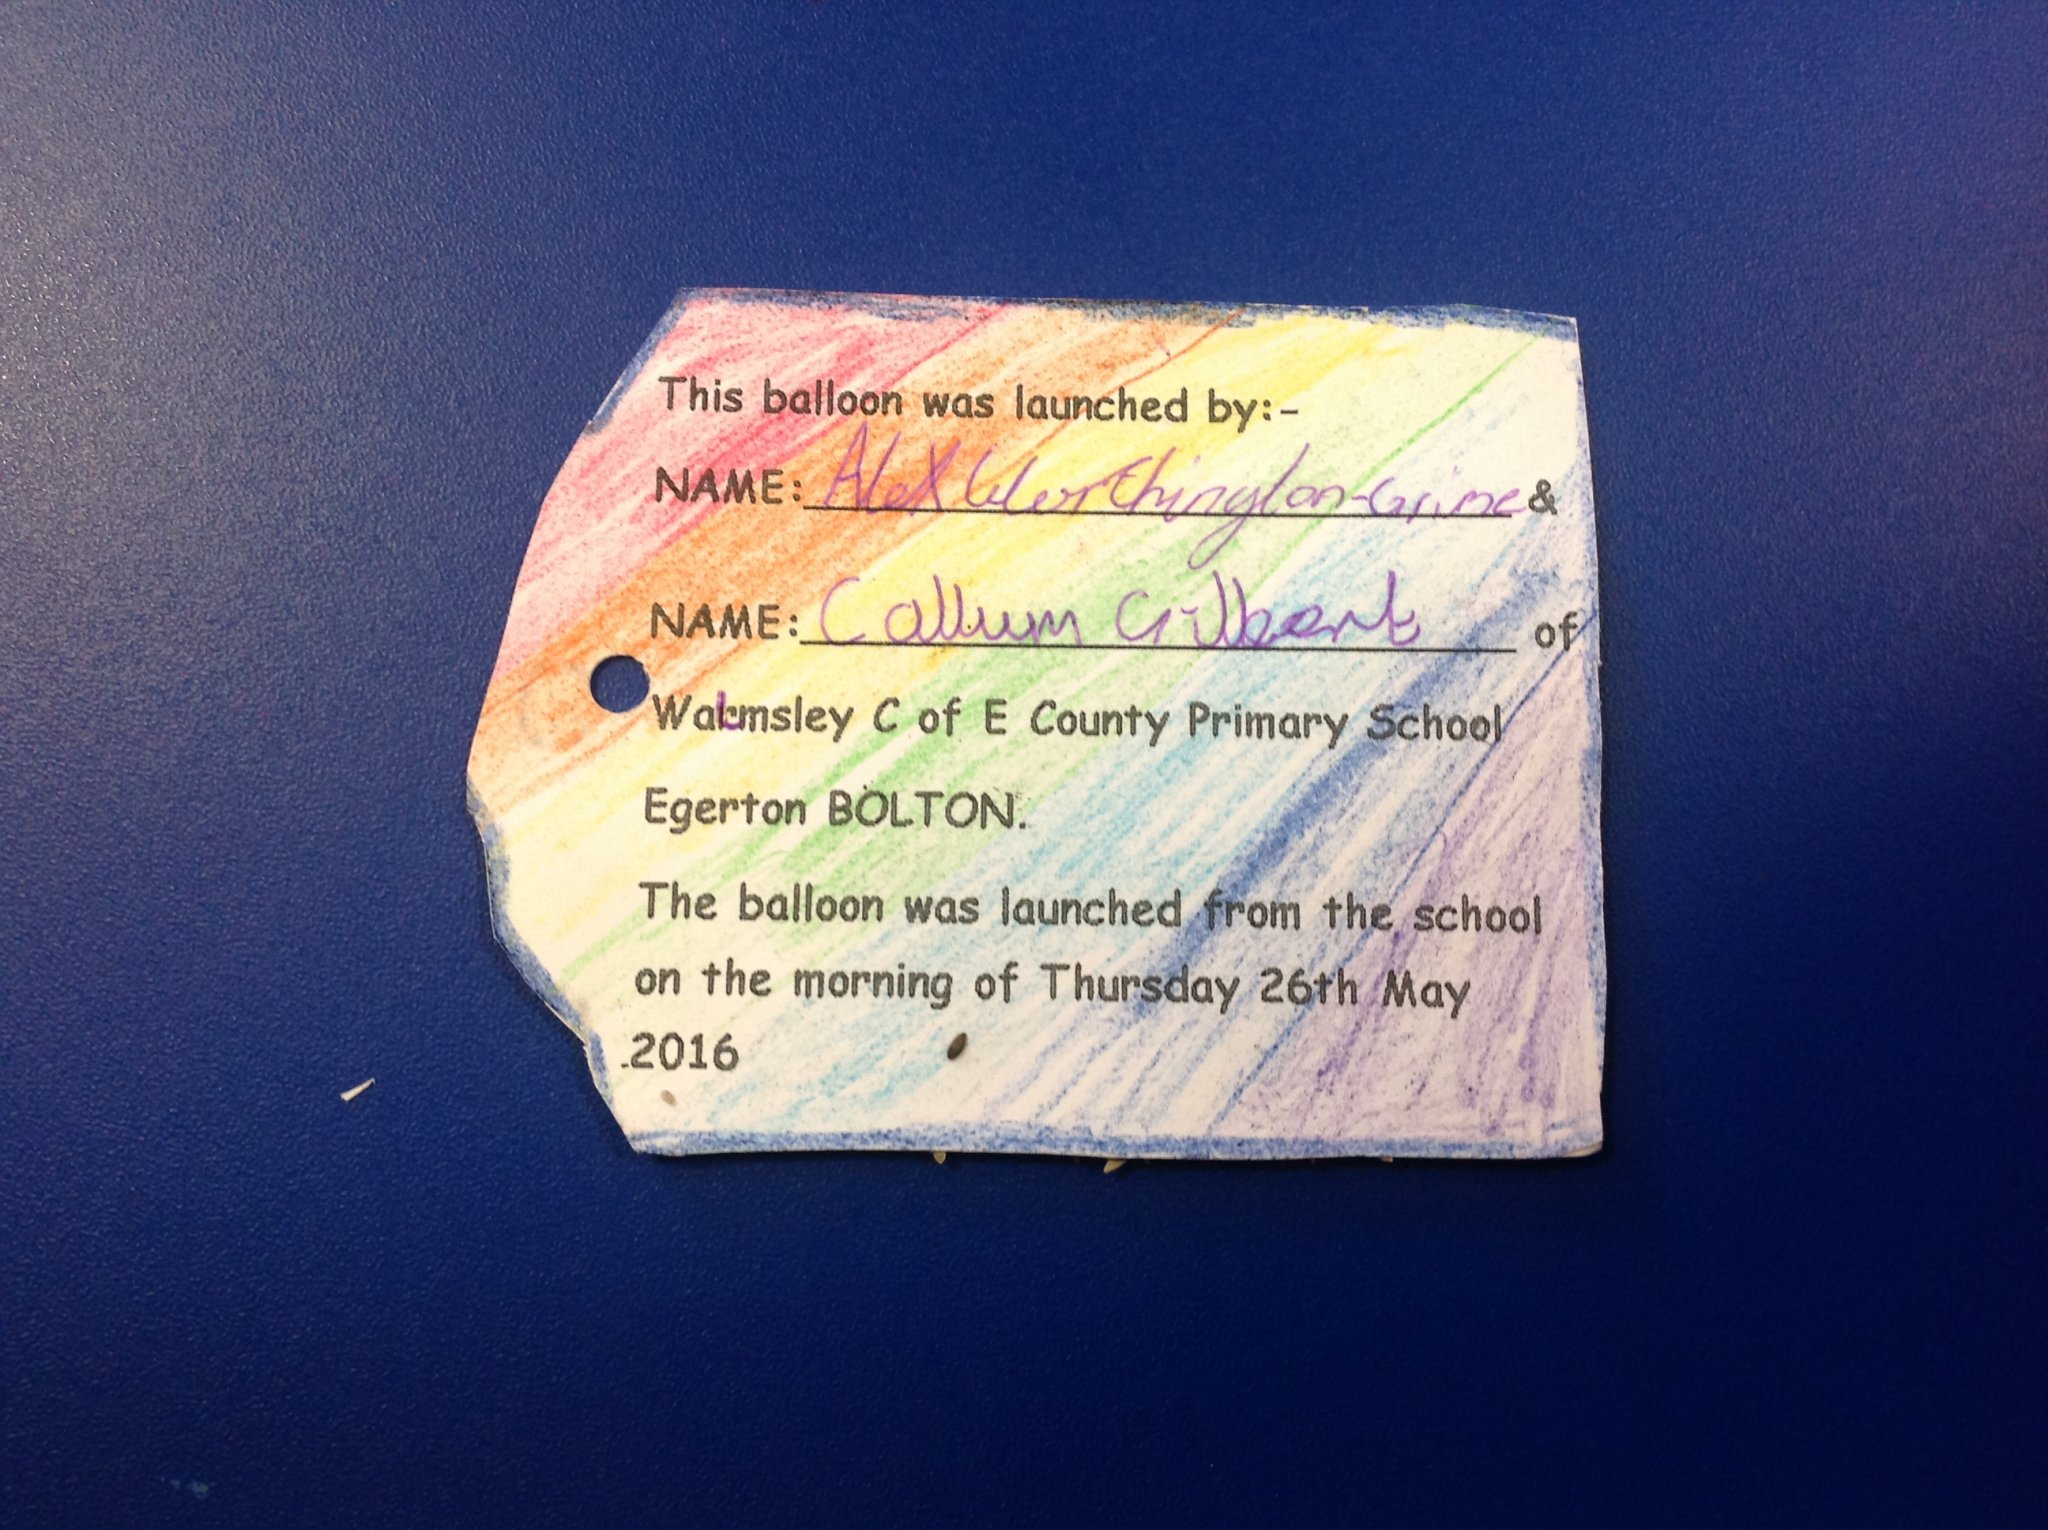 This balloon was launched by:-
NAME: Alex Worthington-Grime &
NAME: Callum Gilbert of
Walmsley C of E County Primary School
Egerton BOLTON.
The balloon was launched from the school
on the morning of Thursday 26th May
.2016